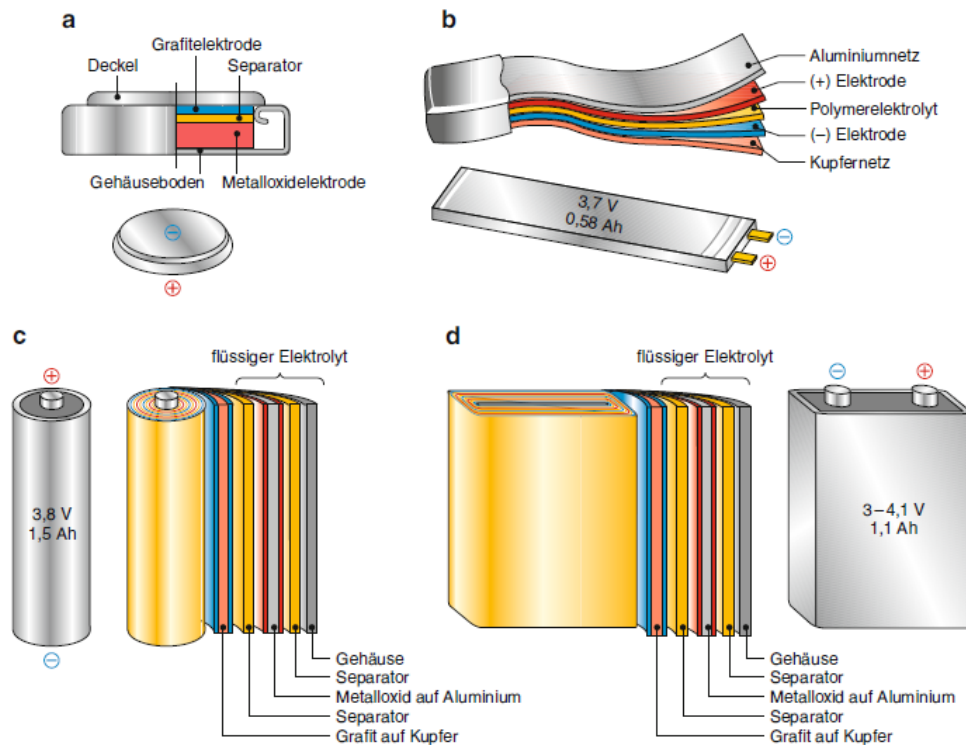 a
Grafitelektrode
Deckel
Separator
Gehäuseboden
Metalloxidelektrode
⊖
⊕
b
Aluminiumnetz
(+) Elektrode
Polymerelektrolyt
(–) Elektrode
Kupfernetz
3,7 V
0,58 Ah
⊖
⊕
c
flüssiger Elektrolyt
⊕
3,8 V
1,5 Ah
⊖
Gehäuse
Separator
Metalloxid auf Aluminium
Separator
Grafit auf Kupfer
d
flüssiger Elektrolyt
⊖
⊕
3–4,1 V
1,1 Ah
Gehäuse
Separator
Metalloxid auf Aluminium
Separator
Grafit auf Kupfer